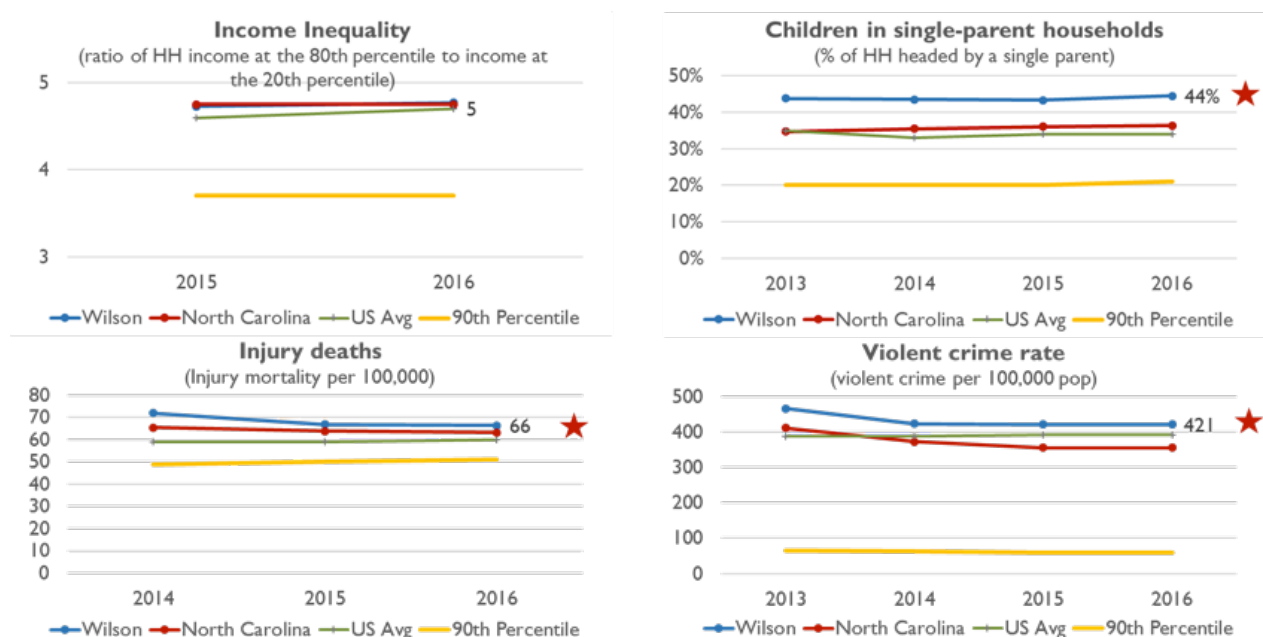 Income Inequality
(ratio of HH income at the 80th percentile to income at
the 20th percentile)
5
5
4
3
2015 2016
Wilson North Carolina US Avg 90th Percentile
Children in single-parent households
(% of HH headed by a single parent)
50%
44%
40%
30%
20%
10%
0%
2013 2014 2015 2016
Wilson North Carolina US Avg 90th Percentile
Injury deaths
(Injury mortality per 100,000)
80
70
66
60
50
40
30
20
10
0
2014 2015 2016
Wilson North Carolina US Avg 90th Percentile
Violent crime rate
(violent crime per 100,000 pop)
500
421
400
300
200
100
0
2013 2014 2015 2016
Wilson North Carolina US Avg 90th Percentile